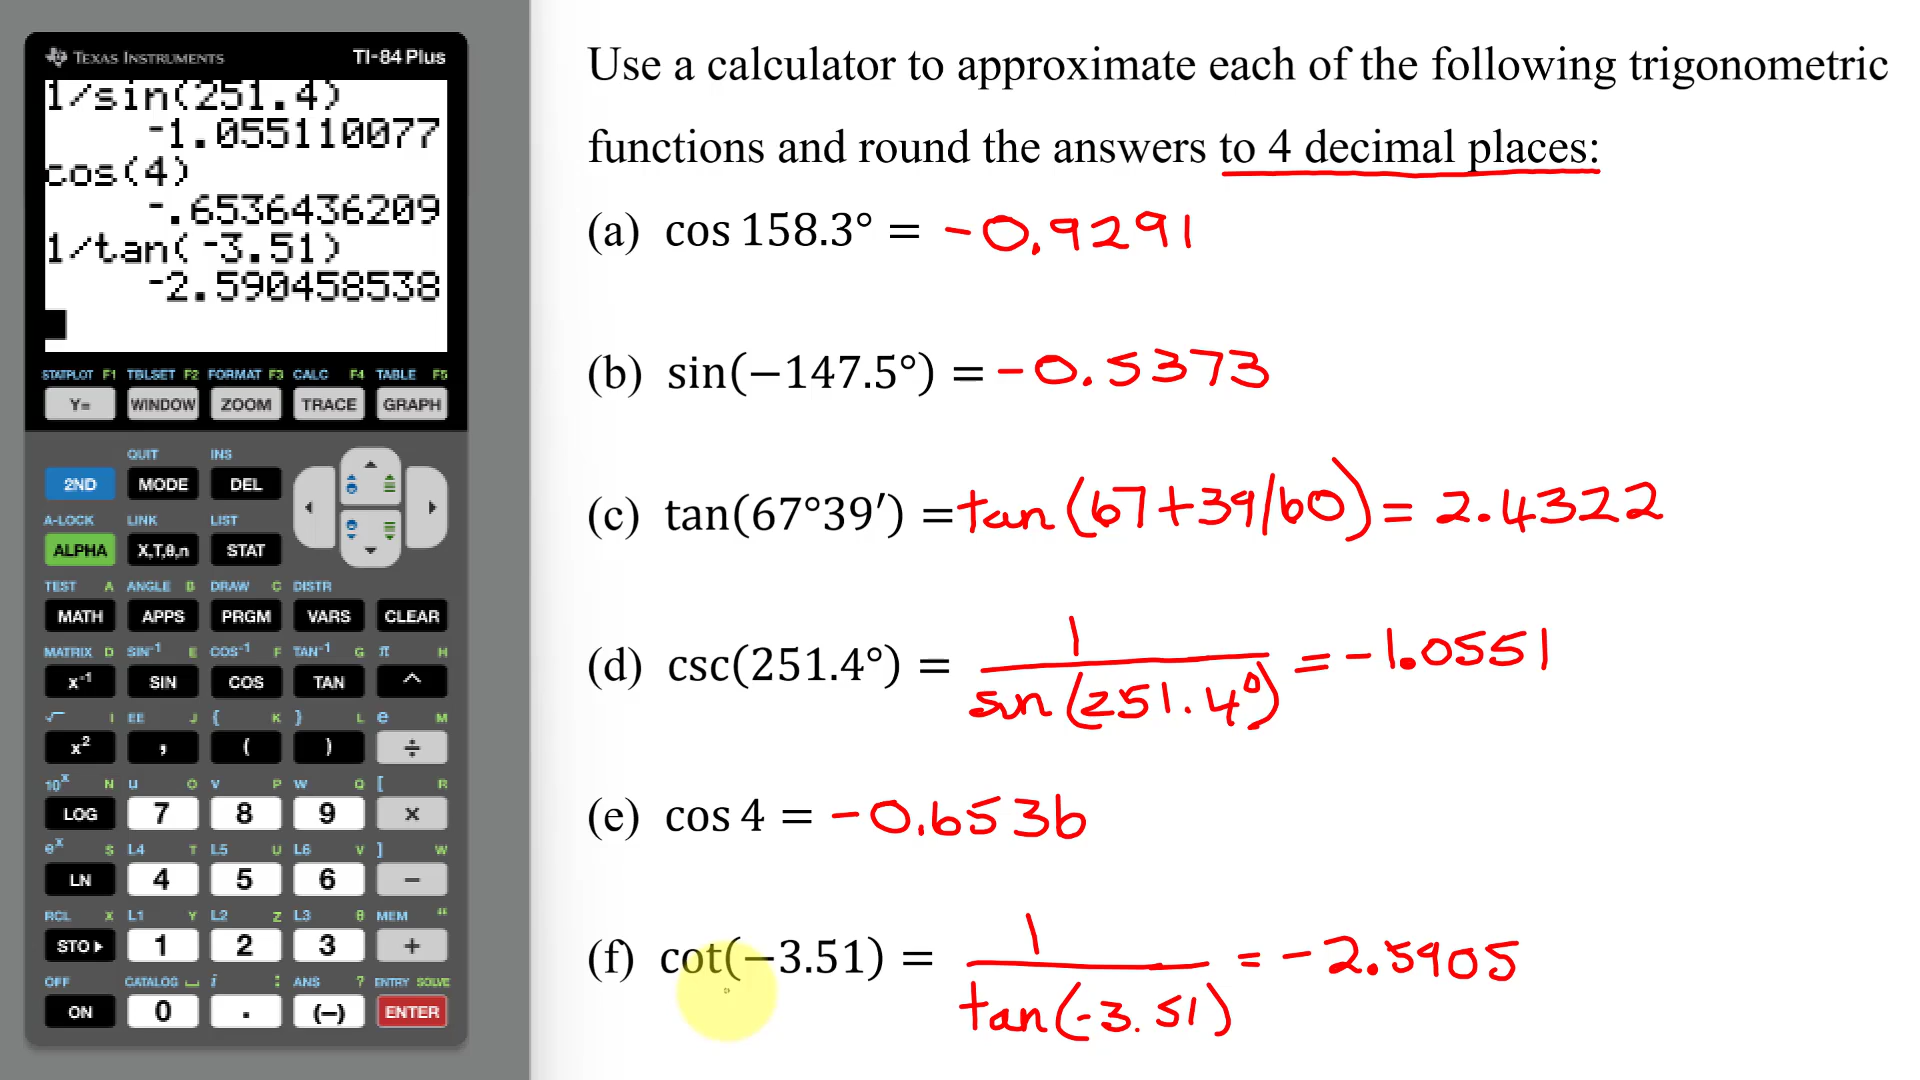 TEXAS INSTRUMENTS TI-84 Plus
1/sin(251.4)
-1.055110077
cos(4)
-.6536436209
1/tan(-3.51)
-2.590458538
STATPLOT F1 TBLSET F2 FORMAT F3 CALC F4 TABLE F5
Y= WINDOW ZOOM TRACE GRAPH
QUIT INS
2ND MODE DEL
A-LOCK LINK LIST
ALPHA X,T,θ,n STAT
TEST A ANGLE B DRAW C DISTR
MATH APPS PRGM VARS CLEAR
MATRIX D SIN⁻¹ E COS⁻¹ F TAN⁻¹ G π H
x⁻¹ SIN COS TAN ^
√ I EE J { K } L e M
x² , ( ) ÷
10ˣ N u O v P w Q [ R
LOG 7 8 9 ×
eˣ S L4 T L5 U L6 V ] W
LN 4 5 6 −
RCL X L1 Y L2 Z L3 θ MEM "
STO► 1 2 3 +
OFF CATALOG ⎵ i : ANS ? ENTRY SOLVE
ON 0 . (−) ENTER
Use a calculator to approximate each of the following trigonometric
functions and round the answers to 4 decimal places:
(a) cos 158.3° = -0.9291
(b) sin(−147.5°) = -0.5373
(c) tan(67°39′) = tan(67+39/60) = 2.4322
(d) csc(251.4°) = 1/sin(251.4°) = -1.0551
(e) cos 4 = -0.6536
(f) cot(−3.51) = 1/tan(-3.51) = -2.5905